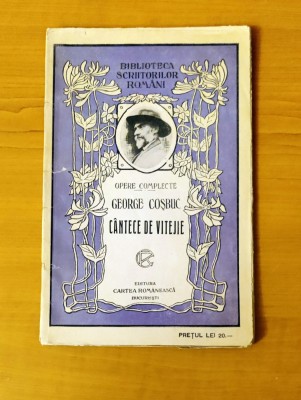 BIBLIOTECA
SCRIITORILOR
ROMÂNI
OPERE COMPLECTE
GEORGE COȘBUC
CÂNTECE DE VITEJIE
EDITURA
CARTEA ROMÂNEASCĂ
BUCUREȘTI
PREȚUL LEI 20.—